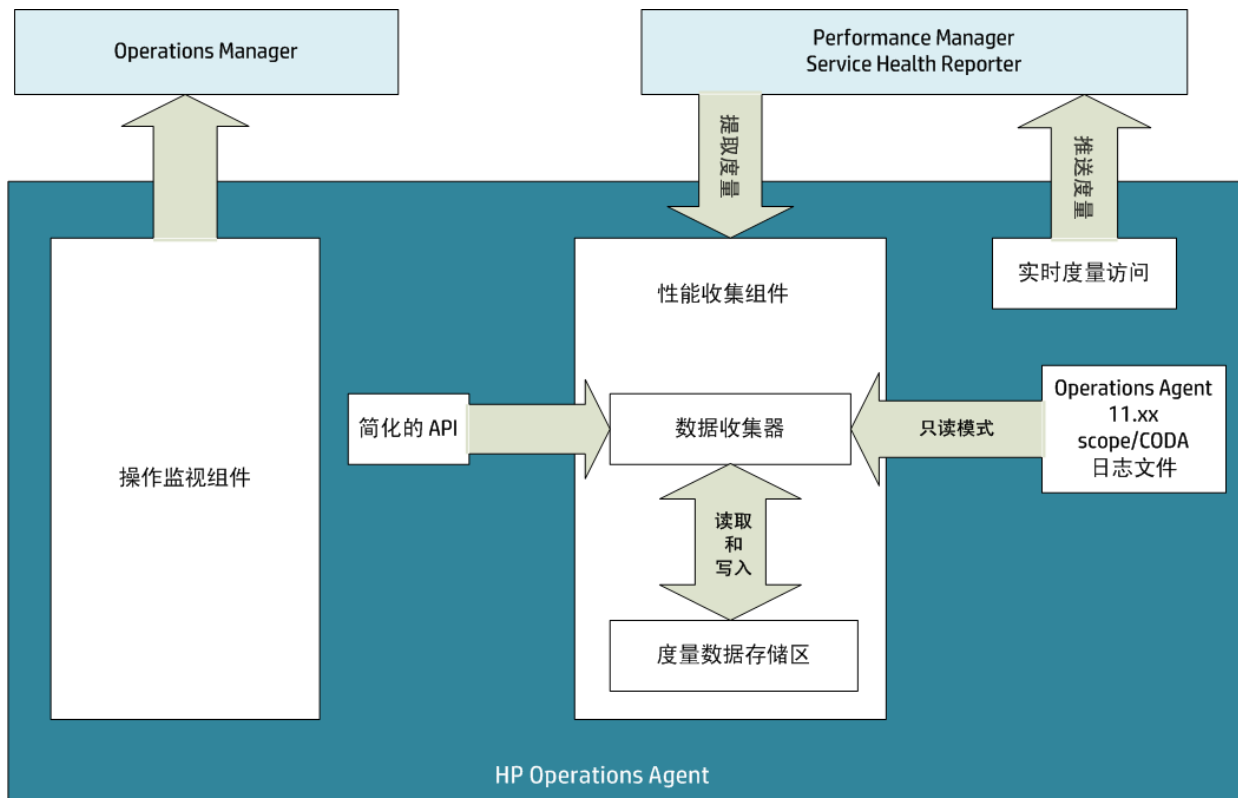 Operations Manager
Performance Manager
Service Health Reporter
提取度量
推送度量
实时度量访问
性能收集组件
操作监视组件
简化的 API
数据收集器
只读模式
Operations Agent
11.xx
scope/CODA
日志文件
读取
和
写入
度量数据存储区
HP Operations Agent